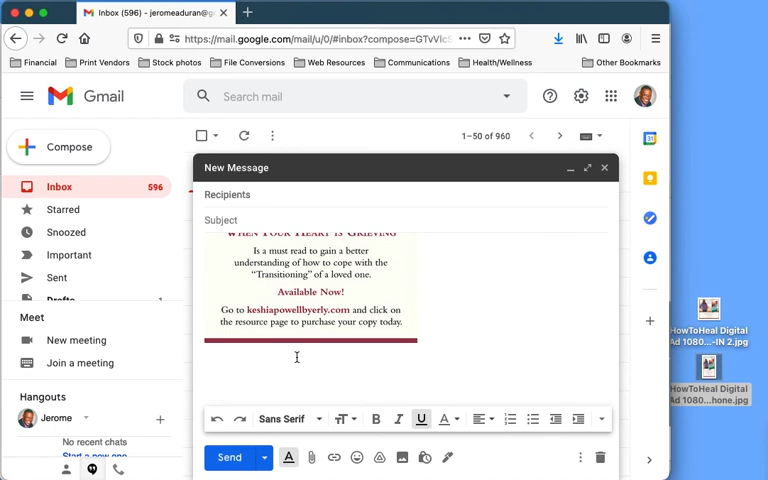 Inbox (596) - jeromeaduran@g
https://mail.google.com/mail/u/0/#inbox?compose=GTvVlcS
Financial Print Vendors Stock photos File Conversions Web Resources Communications Health/Wellness Other Bookmarks
Gmail
Search mail
Compose
1–50 of 960
Inbox 596
Starred
Snoozed
Important
Sent
Drafts
Meet
New meeting
Join a meeting
Hangouts
Jerome
No recent chats
Start a new one
New Message
Recipients
Subject
WHEN YOUR HEART IS GRIEVING
Is a must read to gain a better
understanding of how to cope with the
“Transitioning” of a loved one.
Available Now!
Go to keshiapowellbyerly.com and click on
the resource page to purchase your copy today.
Sans Serif
Send
HowToHeal Digital
Ad 1080...-IN 2.jpg
HowToHeal Digital
Ad 1080...hone.jpg